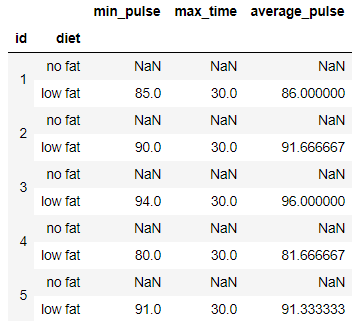 min_pulse max_time average_pulse
id diet
1 no fat NaN NaN NaN
low fat 85.0 30.0 86.000000
2 no fat NaN NaN NaN
low fat 90.0 30.0 91.666667
3 no fat NaN NaN NaN
low fat 94.0 30.0 96.000000
4 no fat NaN NaN NaN
low fat 80.0 30.0 81.666667
5 no fat NaN NaN NaN
low fat 91.0 30.0 91.333333